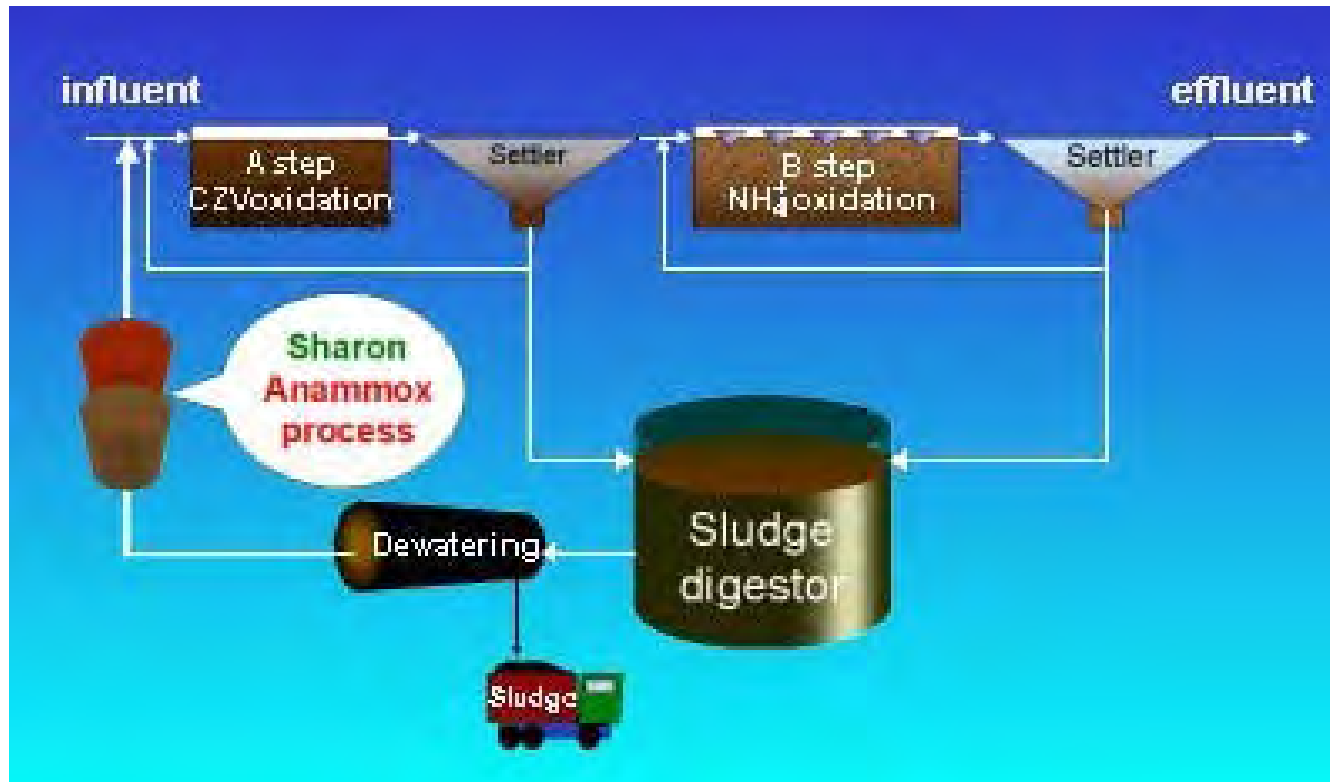 influent
effluent
A step
CZVoxidation
Settler
B step
NH₄⁺oxidation
Settler
Sharon
Anammox
process
Dewatering
Sludge
digestor
Sludge